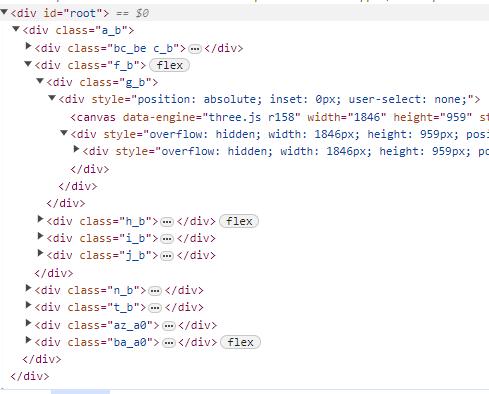 <div id="root"> == $0
<div class="a_b">
<div class="bc_be c_b">…</div>
<div class="f_b"> flex
<div class="g_b">
<div style="position: absolute; inset: 0px; user-select: none;">
<canvas data-engine="three.js r158" width="1846" height="959" st
<div style="overflow: hidden; width: 1846px; height: 959px; po
<div style="overflow: hidden; width: 1846px; height: 959px; po
</div>
</div>
</div>
<div class="h_b">…</div> flex
<div class="i_b">…</div>
<div class="j_b">…</div>
</div>
<div class="n_b">…</div>
<div class="t_b">…</div>
<div class="az_a0">…</div>
<div class="ba_a0">…</div> flex
</div>
</div>